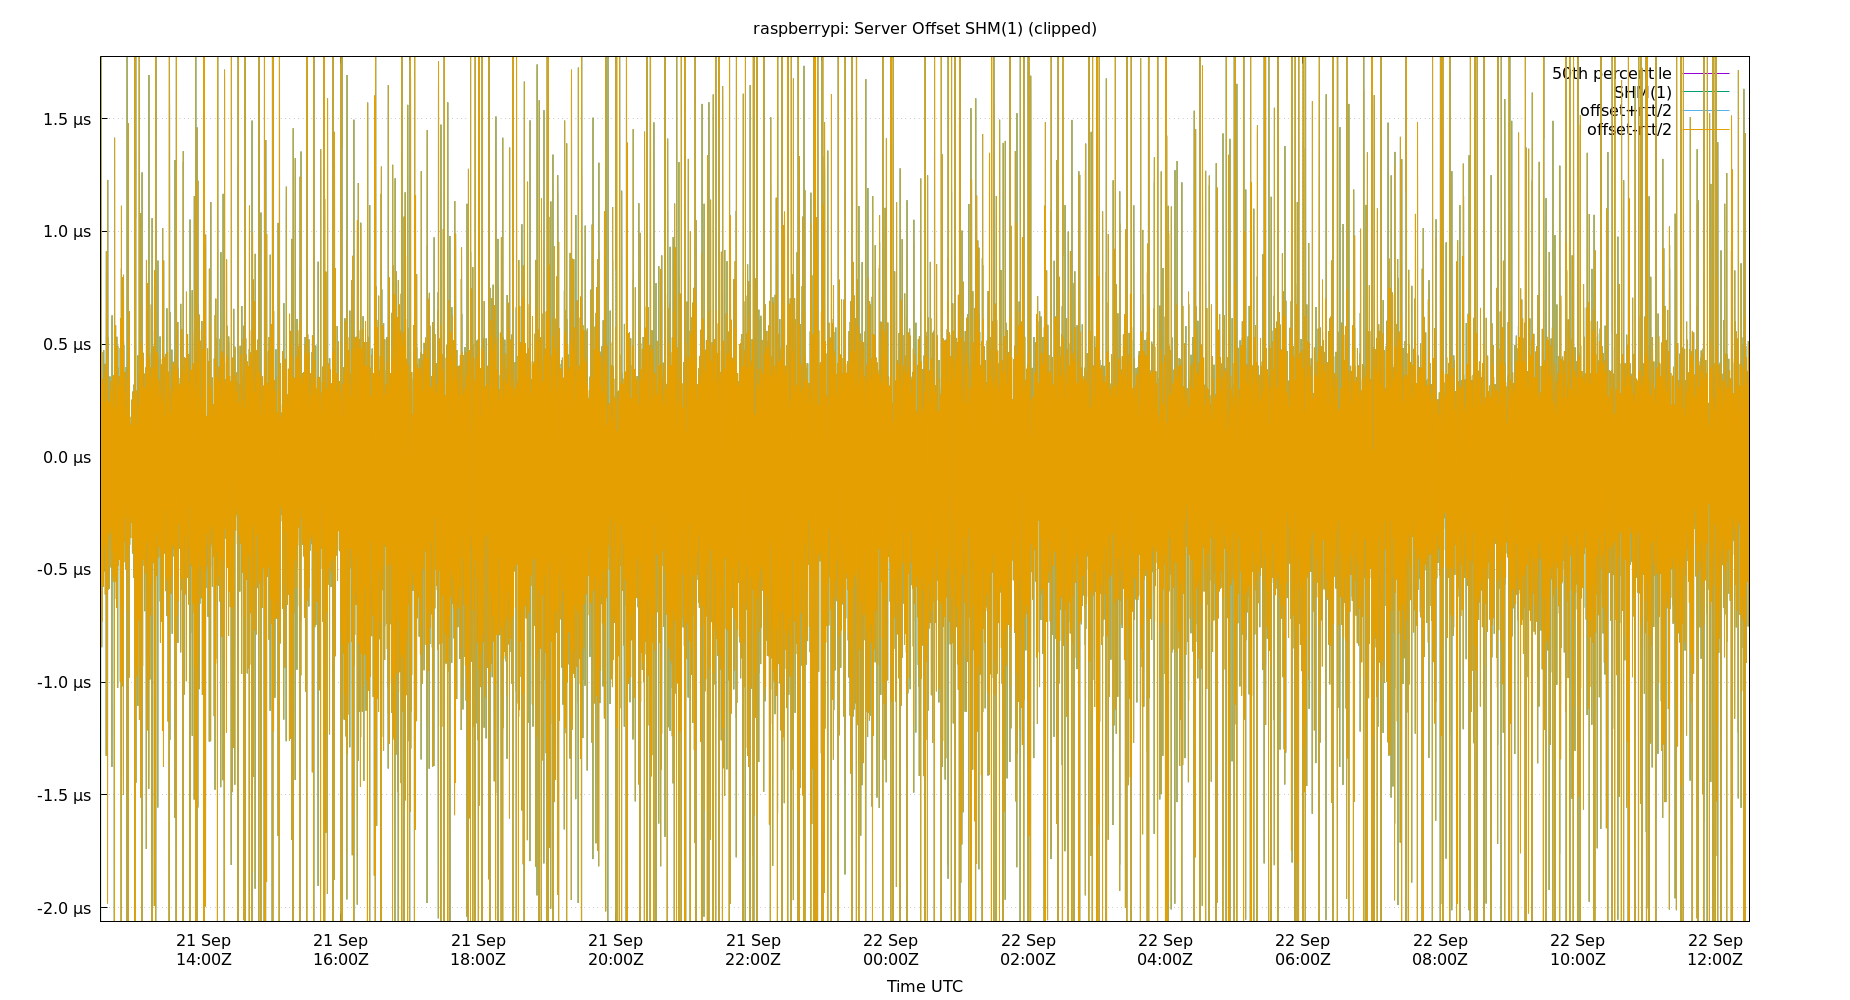 raspberrypi: Server Offset SHM(1) (clipped)
50th percentile
SHM(1)
offset+rtt/2
offset-rtt/2
1.5 µs
1.0 µs
0.5 µs
0.0 µs
-0.5 µs
-1.0 µs
-1.5 µs
-2.0 µs
21 Sep 21 Sep 21 Sep 21 Sep 21 Sep 22 Sep 22 Sep 22 Sep 22 Sep 22 Sep 22 Sep 22 Sep
14:00Z 16:00Z 18:00Z 20:00Z 22:00Z 00:00Z 02:00Z 04:00Z 06:00Z 08:00Z 10:00Z 12:00Z
Time UTC